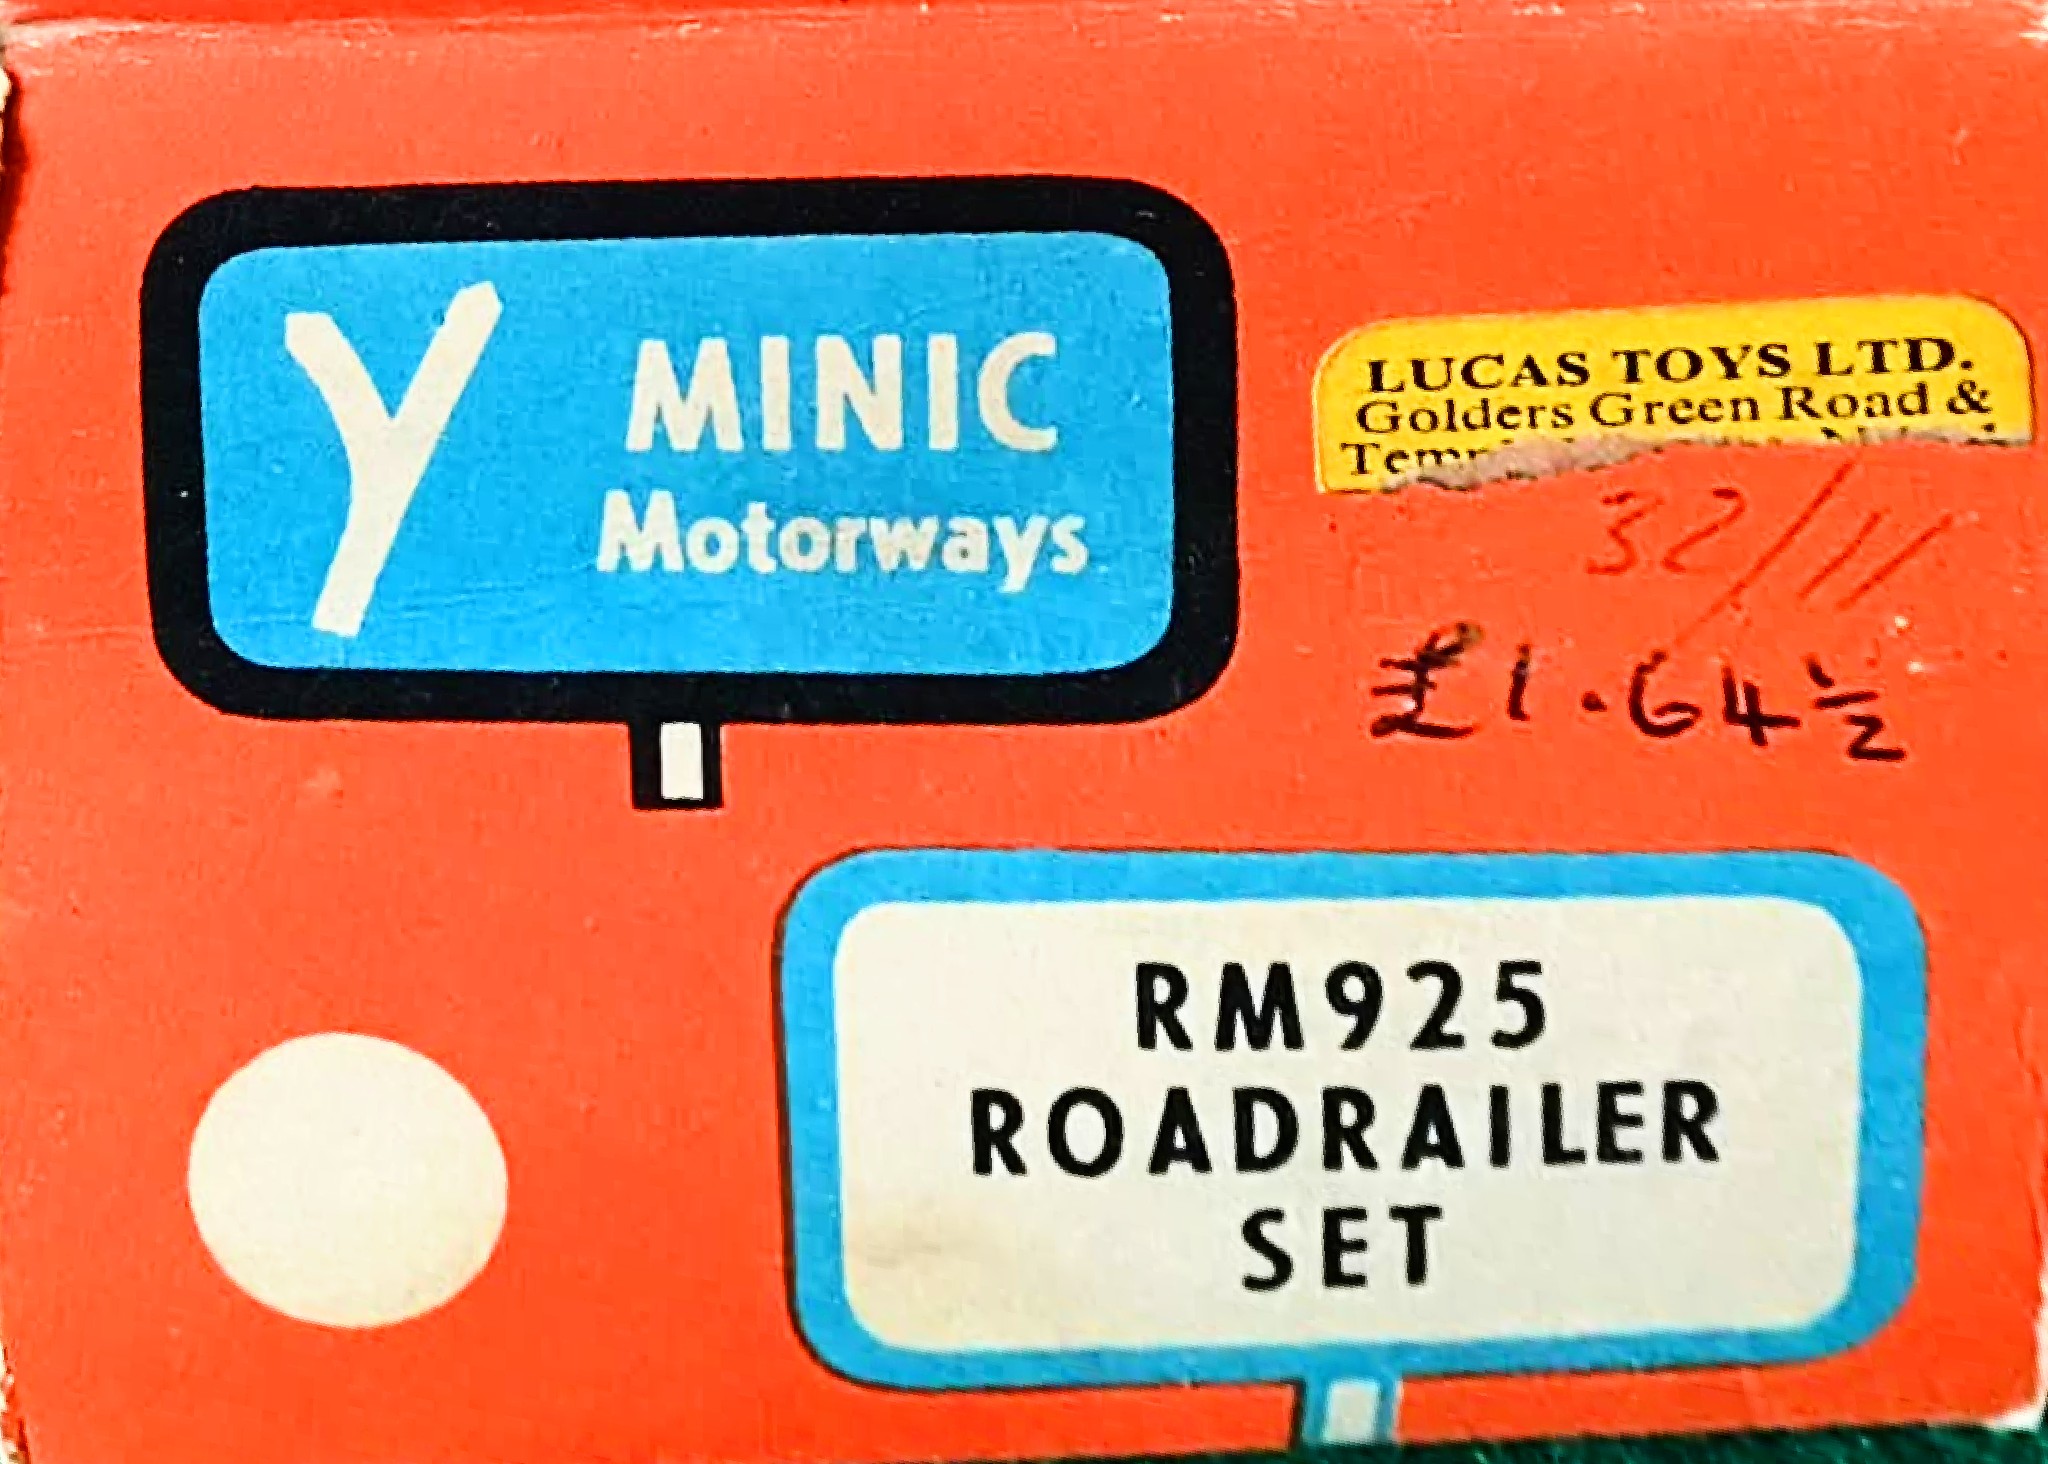 Y MINIC
Motorways
LUCAS TOYS LTD.
Golders Green Road &
32/11
£1.64½
RM925
ROADRAILER
SET